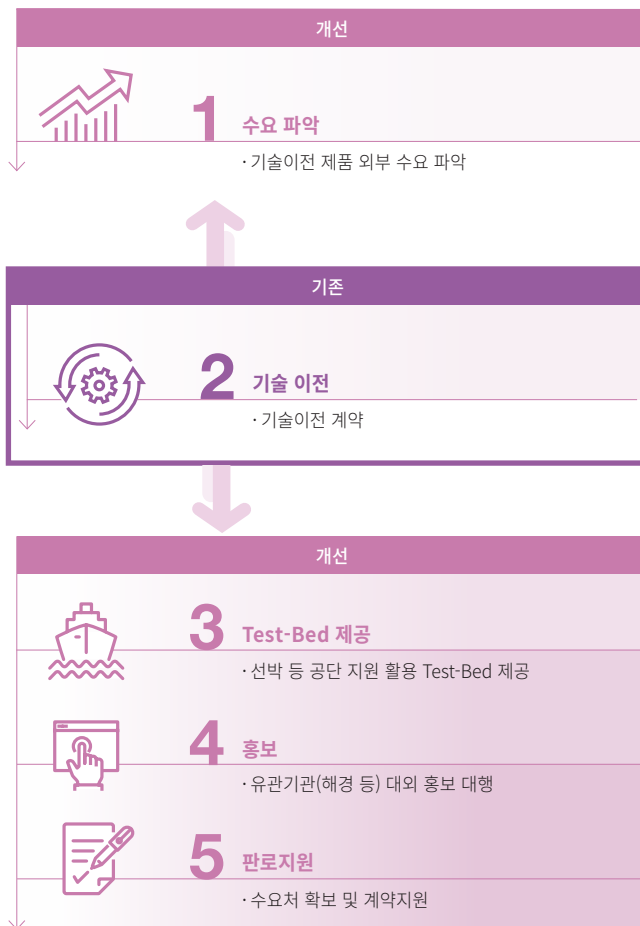 개선
1 수요 파악
· 기술이전 제품 외부 수요 파악
기존
2 기술 이전
· 기술이전 계약
개선
3 Test-Bed 제공
· 선박 등 공단 지원 활용 Test-Bed 제공
4 홍보
· 유관기관(해경 등) 대외 홍보 대행
5 판로지원
· 수요처 확보 및 계약지원